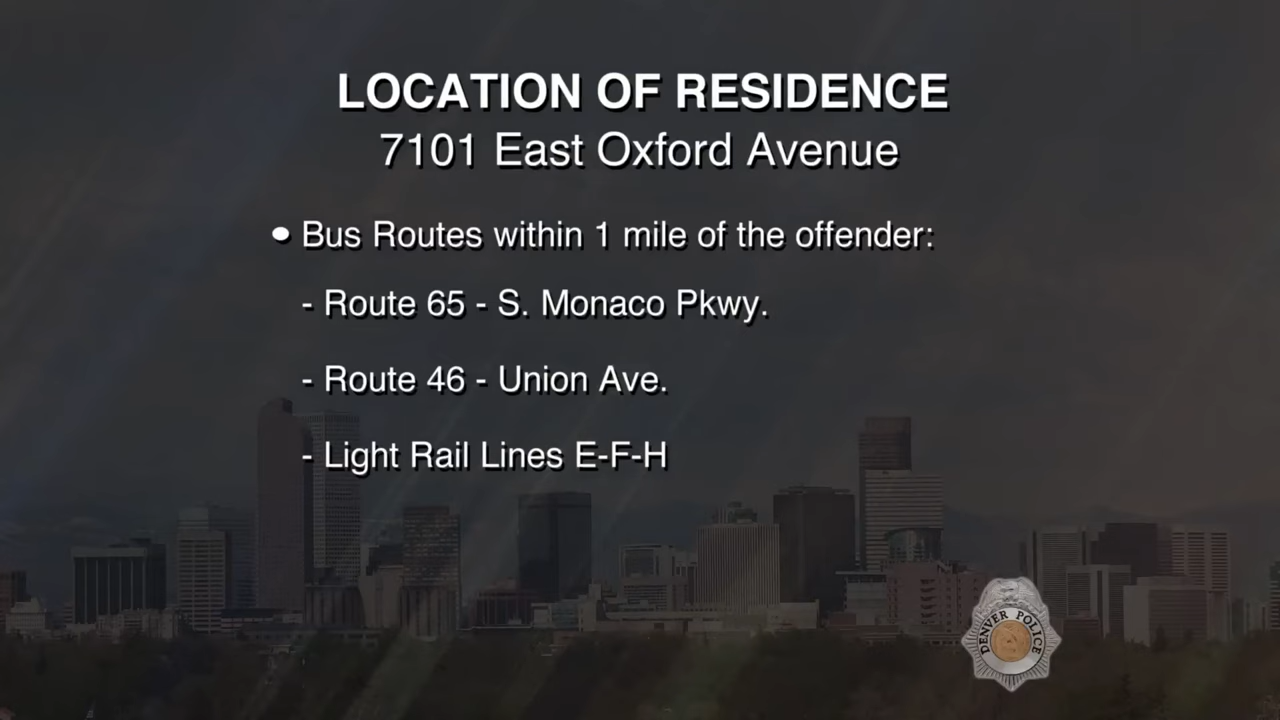 LOCATION OF RESIDENCE
7101 East Oxford Avenue
• Bus Routes within 1 mile of the offender:
- Route 65 - S. Monaco Pkwy.
- Route 46 - Union Ave.
- Light Rail Lines E-F-H
DENVER POLICE